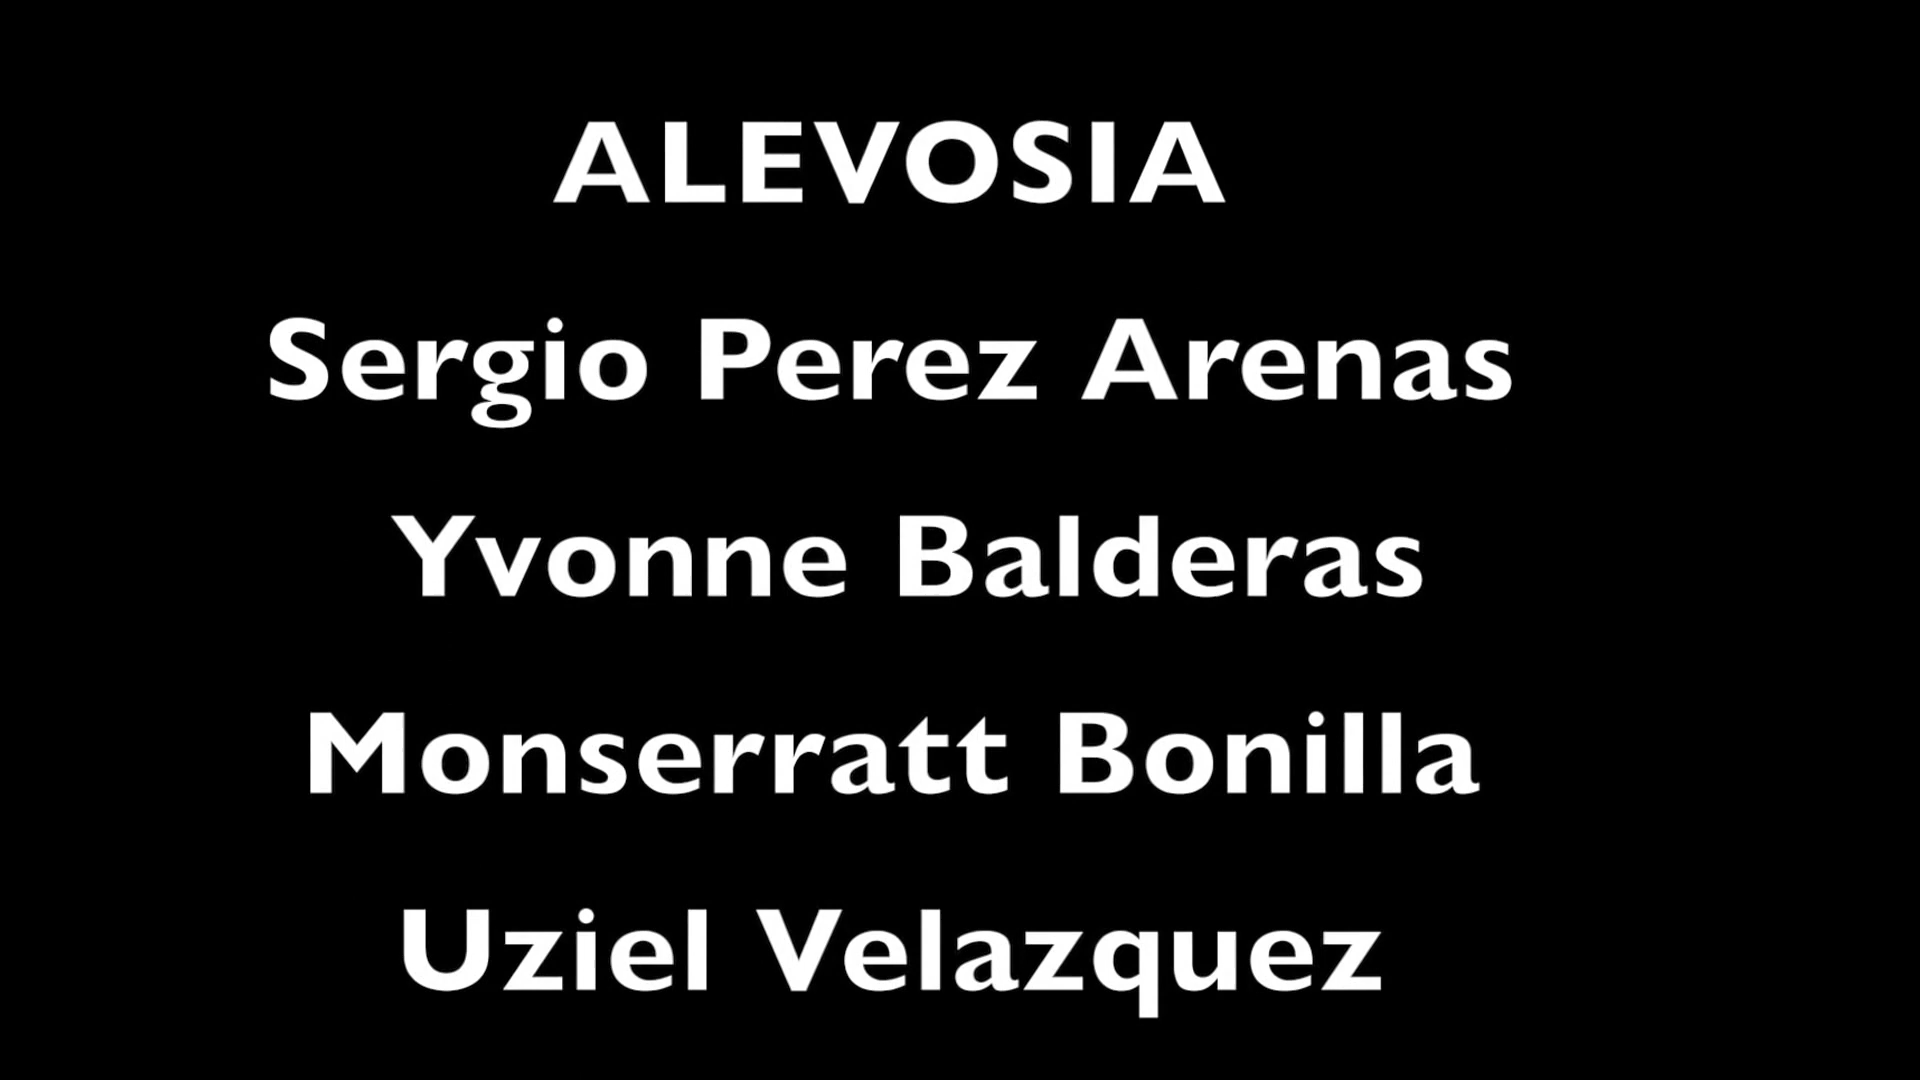 ALEVOSIA
Sergio Perez Arenas
Yvonne Balderas
Monserratt Bonilla
Uziel Velazquez